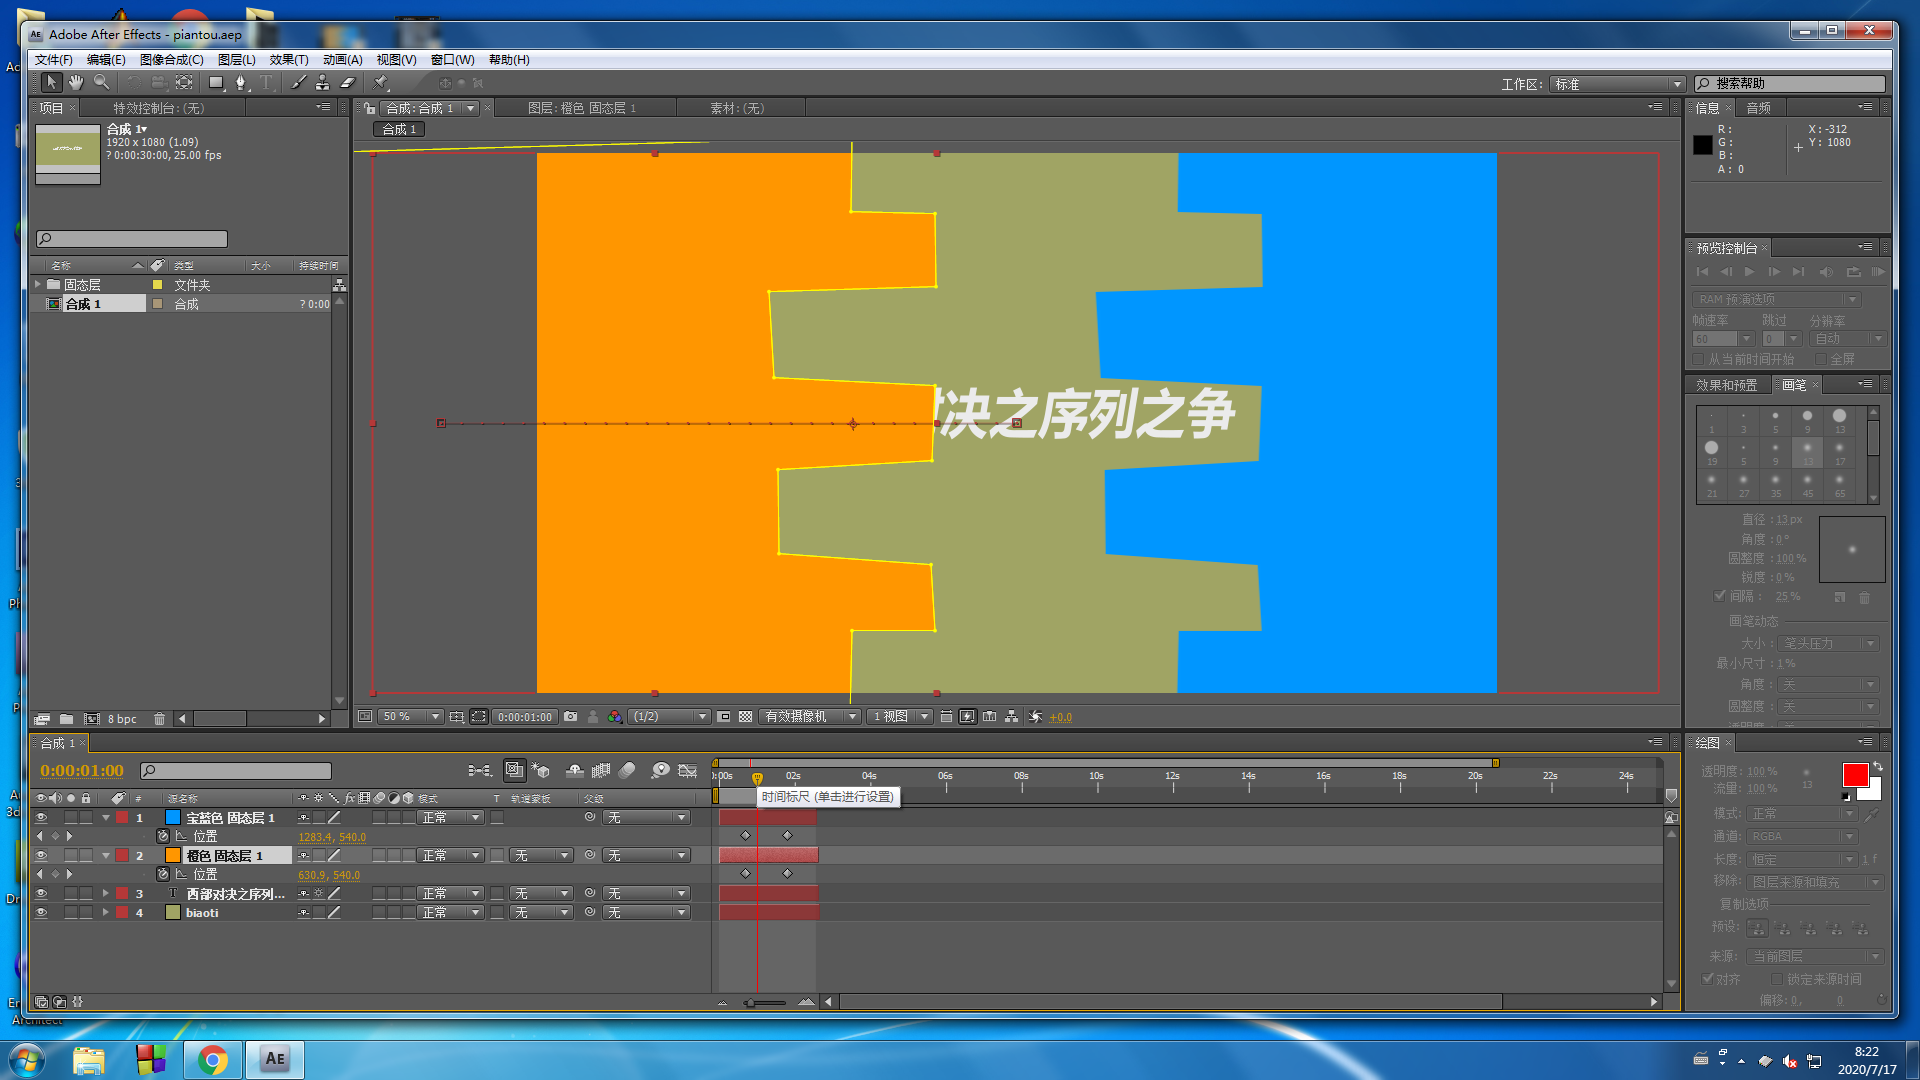 Adobe After Effects - piantou.aep
文件(F) 编辑(E) 图像合成(C) 图层(L) 效果(T) 动画(A) 视图(V) 窗口(W) 帮助(H)
工作区: 标准 搜索帮助
项目 特效控制台: (无)
合成: 合成 1 图层: 橙色 固态层 1 素材: (无)
合成 1
信息 音频
合成 1
1920 x 1080 (1.09)
? 0:00:30:00, 25.00 fps
R:
G:
B:
A: 0
X: -312
Y: 1080
名称 类型 大小 持续时间
固态层 文件夹
合成 1 合成 ? 0:00
决之序列之争
预览控制台
RAM 预演选项
帧速率 跳过 分辨率
60 0 自动
从当前时间开始 全屏
效果和预置 画笔
1 3 5 9 13
19 5 9 13 17
21 27 35 45 65
直径: 13 px
角度: 0 °
圆整度: 100 %
锐度: 0 %
间隔: 25 %
画笔动态
大小: 笔头压力
最小尺寸: 1%
角度: 关
圆整度: 关
8 bpc
50 % 0:00:01:00 (1/2) 有效摄像机 1 视图 +0.0
合成 1
0:00:01:00
:00s 02s 04s 06s 08s 10s 12s 14s 16s 18s 20s 22s 24s
时间标尺 (单击进行设置)
# 源名称 fx 模式 T 轨道蒙板 父级
1 宝蓝色 固态层 1 正常 无
位置 1283.4, 540.0
2 橙色 固态层 1 正常 无 无
位置 630.9, 540.0
3 T 西部对决之序列... 正常 无 无
4 biaoti 正常 无 无
绘图
透明度: 100 %
流量: 100 %
13
模式: 正常
通道: RGBA
长度: 恒定 1 f
移除: 图层来源和填充
复制选项
预设:
来源: 当前图层
对齐 锁定来源时间
偏移: 0, 0
Architect
AE
8:22
2020/7/17